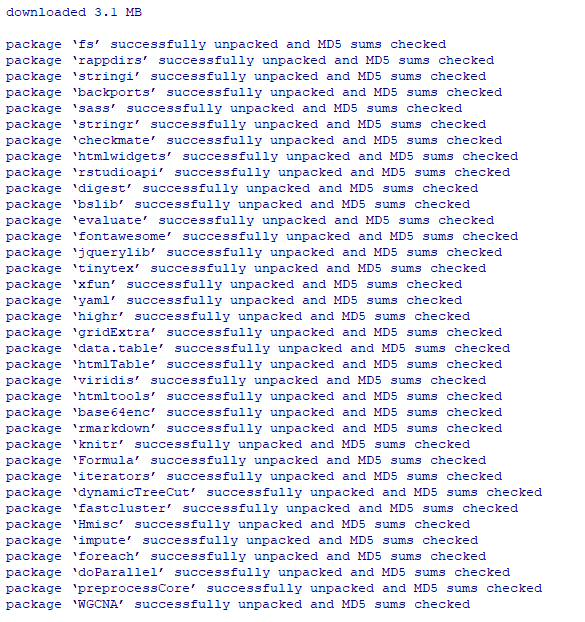 downloaded 3.1 MB
package ‘fs’ successfully unpacked and MD5 sums checked
package ‘rappdirs’ successfully unpacked and MD5 sums checked
package ‘stringi’ successfully unpacked and MD5 sums checked
package ‘backports’ successfully unpacked and MD5 sums checked
package ‘sass’ successfully unpacked and MD5 sums checked
package ‘stringr’ successfully unpacked and MD5 sums checked
package ‘checkmate’ successfully unpacked and MD5 sums checked
package ‘htmlwidgets’ successfully unpacked and MD5 sums checked
package ‘rstudioapi’ successfully unpacked and MD5 sums checked
package ‘digest’ successfully unpacked and MD5 sums checked
package ‘bslib’ successfully unpacked and MD5 sums checked
package ‘evaluate’ successfully unpacked and MD5 sums checked
package ‘fontawesome’ successfully unpacked and MD5 sums checked
package ‘jquerylib’ successfully unpacked and MD5 sums checked
package ‘tinytex’ successfully unpacked and MD5 sums checked
package ‘xfun’ successfully unpacked and MD5 sums checked
package ‘yaml’ successfully unpacked and MD5 sums checked
package ‘highr’ successfully unpacked and MD5 sums checked
package ‘gridExtra’ successfully unpacked and MD5 sums checked
package ‘data.table’ successfully unpacked and MD5 sums checked
package ‘htmlTable’ successfully unpacked and MD5 sums checked
package ‘viridis’ successfully unpacked and MD5 sums checked
package ‘htmltools’ successfully unpacked and MD5 sums checked
package ‘base64enc’ successfully unpacked and MD5 sums checked
package ‘rmarkdown’ successfully unpacked and MD5 sums checked
package ‘knitr’ successfully unpacked and MD5 sums checked
package ‘Formula’ successfully unpacked and MD5 sums checked
package ‘iterators’ successfully unpacked and MD5 sums checked
package ‘dynamicTreeCut’ successfully unpacked and MD5 sums checked
package ‘fastcluster’ successfully unpacked and MD5 sums checked
package ‘Hmisc’ successfully unpacked and MD5 sums checked
package ‘impute’ successfully unpacked and MD5 sums checked
package ‘foreach’ successfully unpacked and MD5 sums checked
package ‘doParallel’ successfully unpacked and MD5 sums checked
package ‘preprocessCore’ successfully unpacked and MD5 sums checked
package ‘WGCNA’ successfully unpacked and MD5 sums checked